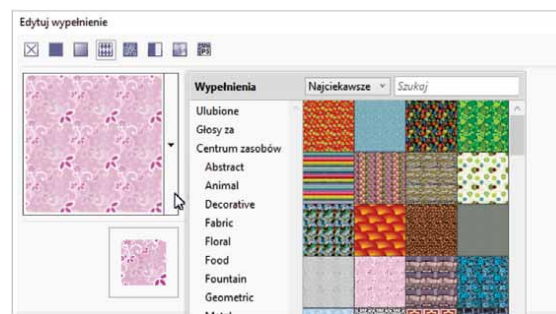 Edytuj wypełnienie
Wypełnienia
Najciekawsze
Szukaj
Ulubione
Głosy za
Centrum zasobów
Abstract
Animal
Decorative
Fabric
Floral
Food
Fountain
Geometric